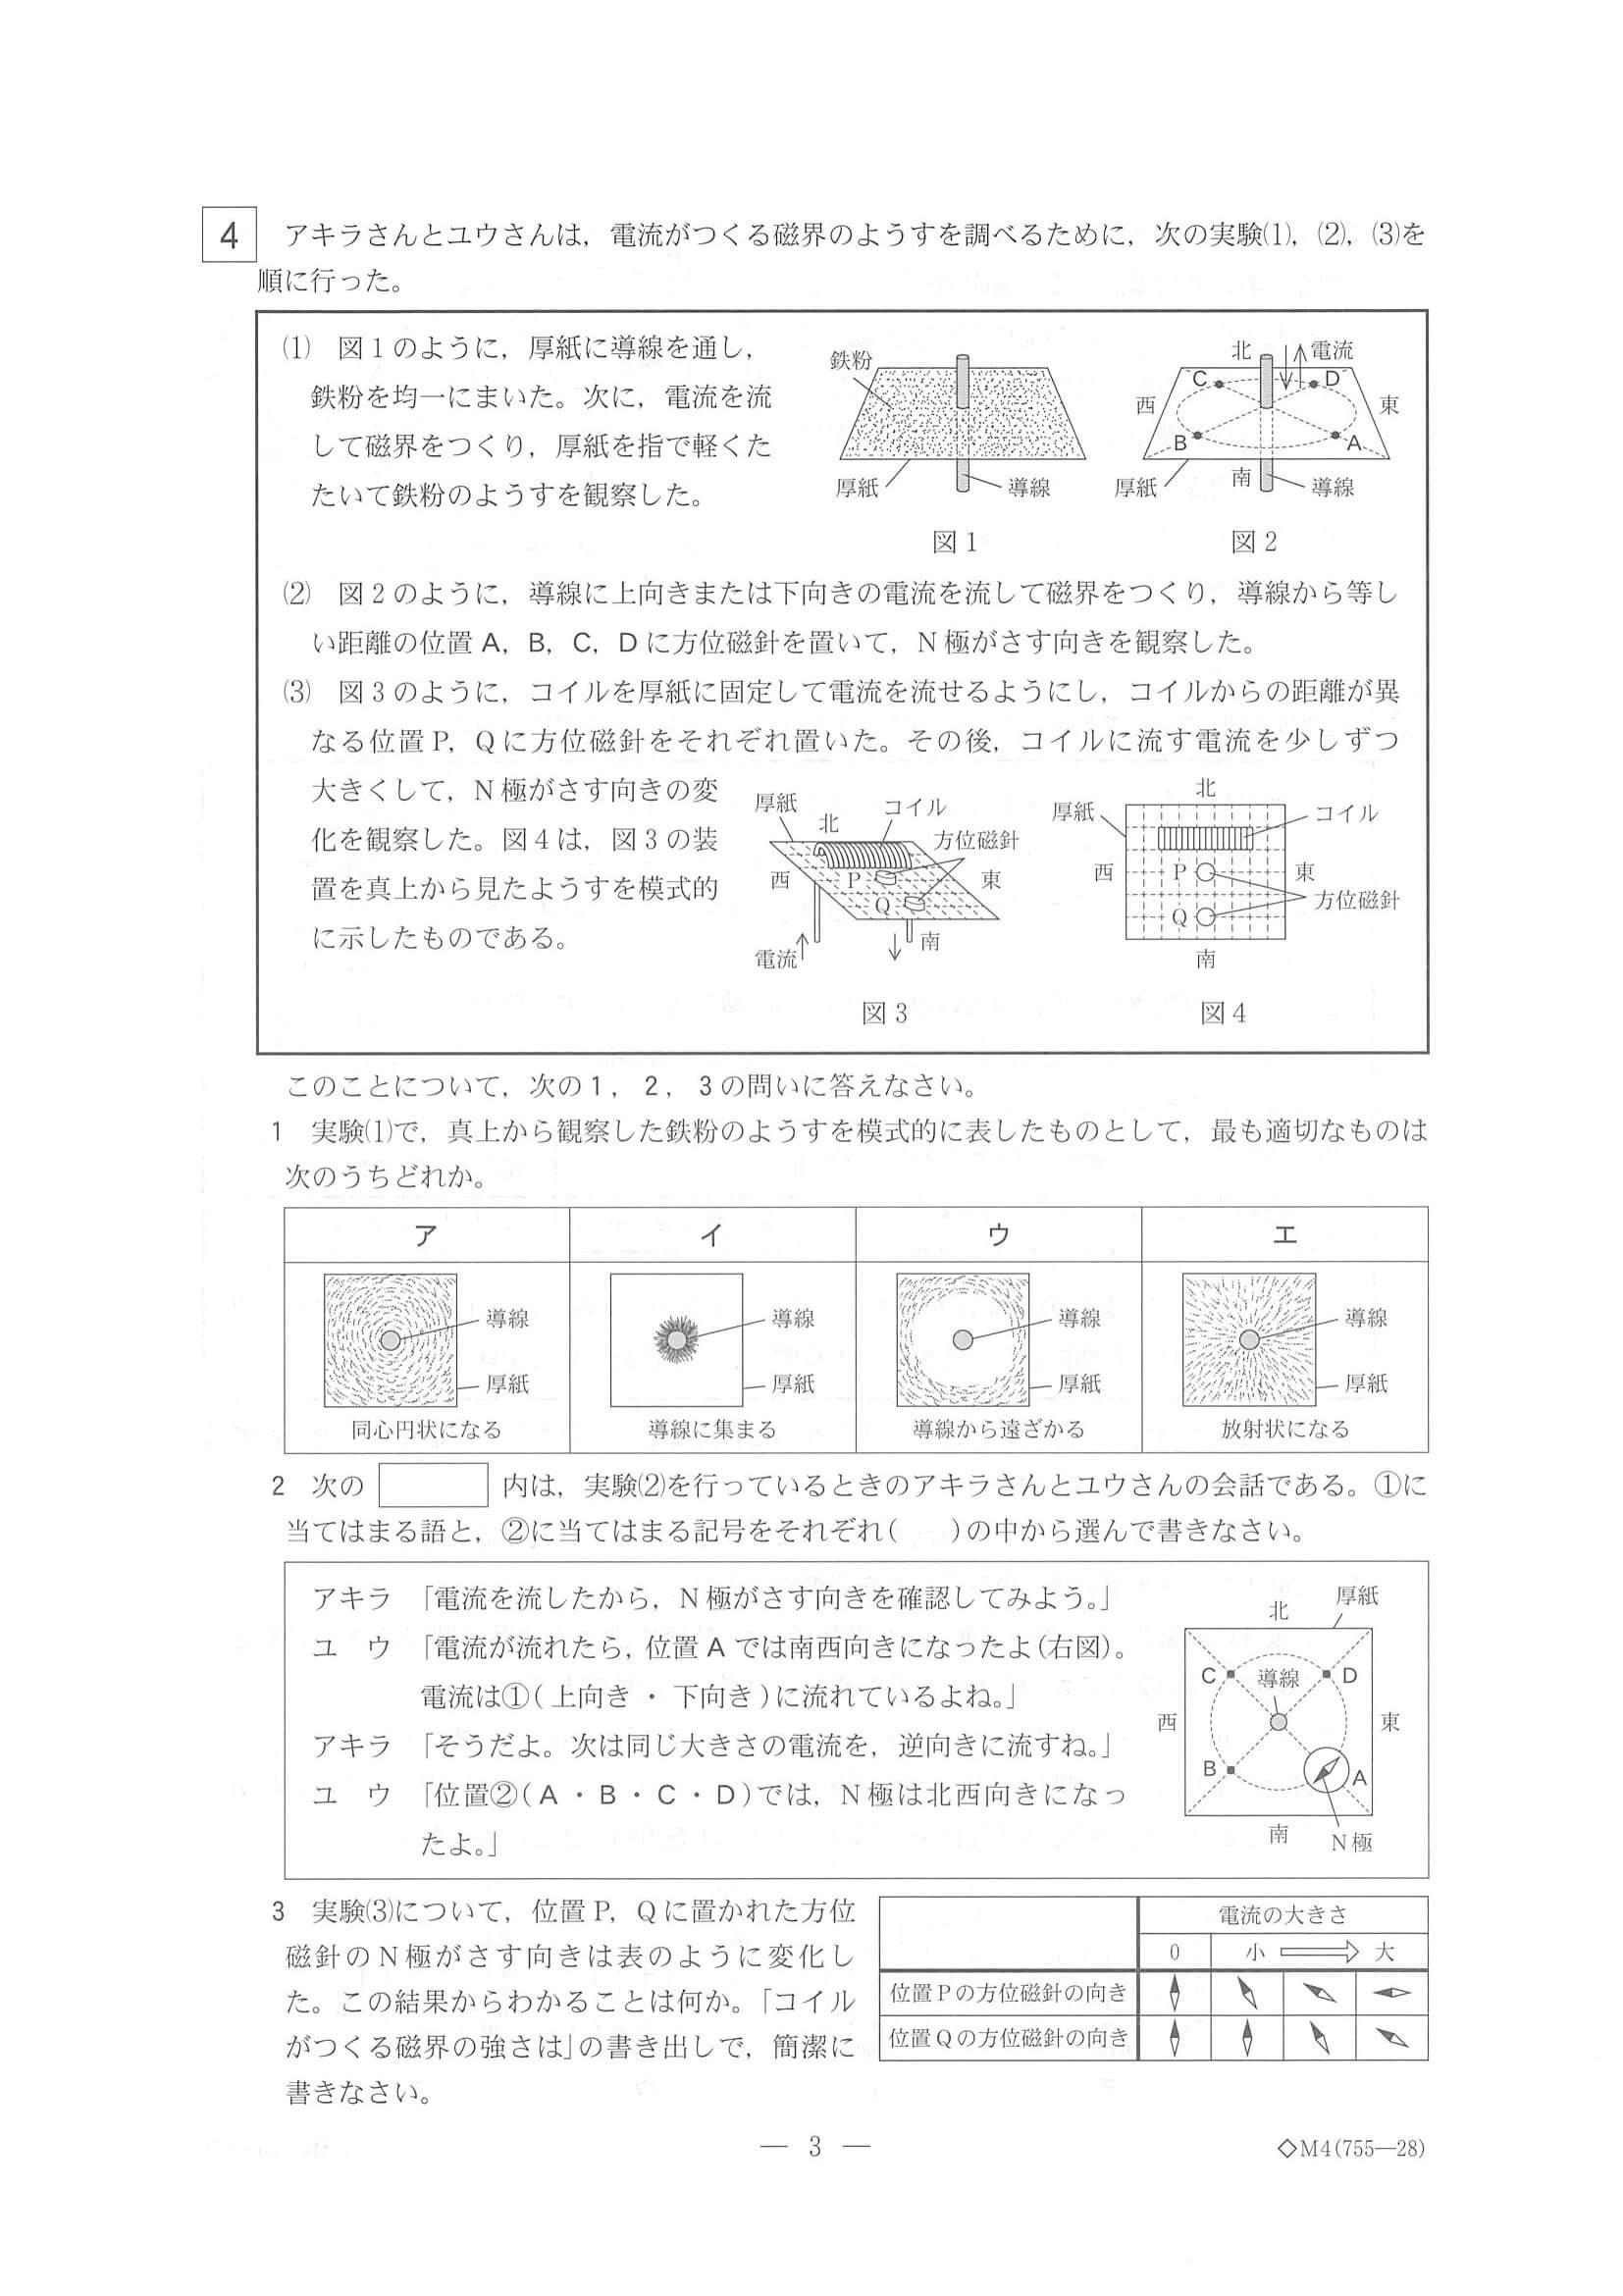 4 アキラさんとユウさんは，電流がつくる磁界のようすを調べるために，次の実験(1)，(2)，(3)を
順に行った。
(1) 図1のように，厚紙に導線を通し，
鉄粉を均一にまいた。次に，電流を流
して磁界をつくり，厚紙を指で軽くた
たいて鉄粉のようすを観察した。
鉄粉
厚紙
導線
図1
北
電流
C
D
西
東
B
A
厚紙
南
導線
図2
(2) 図2のように，導線に上向きまたは下向きの電流を流して磁界をつくり，導線から等し
い距離の位置A，B，C，Dに方位磁針を置いて，N極がさす向きを観察した。
(3) 図3のように，コイルを厚紙に固定して電流を流せるようにし，コイルからの距離が異
なる位置P，Qに方位磁針をそれぞれ置いた。その後，コイルに流す電流を少しずつ
大きくして，N極がさす向きの変
化を観察した。図4は，図3の装
置を真上から見たようすを模式的
に示したものである。
厚紙
北
コイル
方位磁針
西
P
東
Q
電流
南
図3
北
厚紙
コイル
西
P
東
Q
方位磁針
南
図4
このことについて，次の1，2，3の問いに答えなさい。
1 実験(1)で，真上から観察した鉄粉のようすを模式的に表したものとして，最も適切なものは
次のうちどれか。
ア イ ウ エ
導線 導線 導線 導線
厚紙 厚紙 厚紙 厚紙
同心円状になる 導線に集まる 導線から遠ざかる 放射状になる
2 次の 内は，実験(2)を行っているときのアキラさんとユウさんの会話である。①に
当てはまる語と，②に当てはまる記号をそれぞれ( )の中から選んで書きなさい。
アキラ 「電流を流したから，N極がさす向きを確認してみよう。」
ユ ウ 「電流が流れたら，位置Aでは南西向きになったよ(右図)。
電流は①(上向き ・ 下向き)に流れているよね。」
アキラ 「そうだよ。次は同じ大きさの電流を，逆向きに流すね。」
ユ ウ 「位置②(A ・ B ・ C ・ D)では，N極は北西向きになっ
たよ。」
厚紙
北
C
導線
D
西
東
B
A
南
N極
3 実験(3)について，位置P，Qに置かれた方位
磁針のN極がさす向きは表のように変化し
た。この結果からわかることは何か。「コイル
がつくる磁界の強さは」の書き出しで，簡潔に
書きなさい。
電流の大きさ
0 小 大
位置Pの方位磁針の向き
位置Qの方位磁針の向き
― 3 ―
◇M4(755―28)